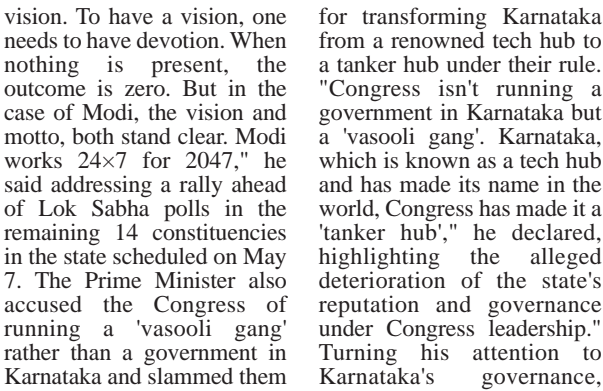 vision. To have a vision, one
needs to have devotion. When
nothing is present, the
outcome is zero. But in the
case of Modi, the vision and
motto, both stand clear. Modi
works 24×7 for 2047," he
said addressing a rally ahead
of Lok Sabha polls in the
remaining 14 constituencies
in the state scheduled on May
7. The Prime Minister also
accused the Congress of
running a 'vasooli gang'
rather than a government in
Karnataka and slammed them
for transforming Karnataka
from a renowned tech hub to
a tanker hub under their rule.
"Congress isn't running a
government in Karnataka but
a 'vasooli gang'. Karnataka,
which is known as a tech hub
and has made its name in the
world, Congress has made it a
'tanker hub'," he declared,
highlighting the alleged
deterioration of the state's
reputation and governance
under Congress leadership."
Turning his attention to
Karnataka's governance,